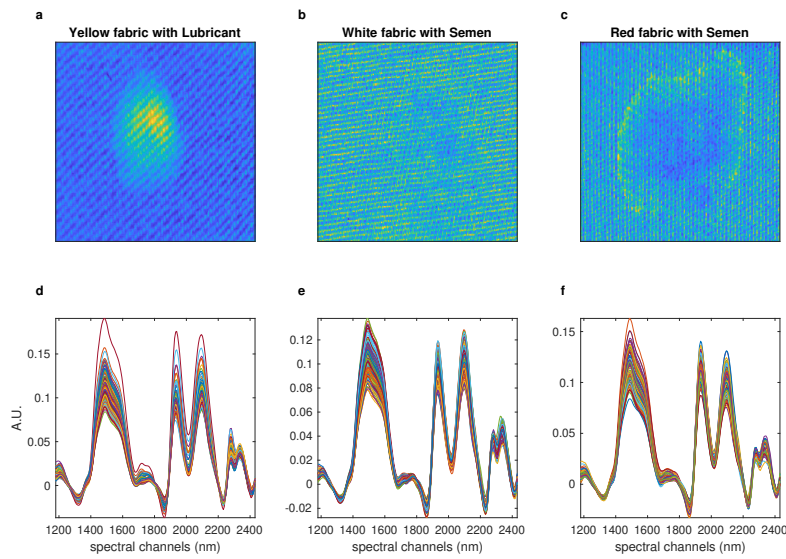 a b c
Yellow fabric with Lubricant White fabric with Semen Red fabric with Semen
d e f
0.15
0.1
0.05
0
A.U.
1200 1400 1600 1800 2000 2200 2400
spectral channels (nm)
0.12
0.1
0.08
0.06
0.04
0.02
0
-0.02
1200 1400 1600 1800 2000 2200 2400
spectral channels (nm)
0.15
0.1
0.05
0
1200 1400 1600 1800 2000 2200 2400
spectral channels (nm)